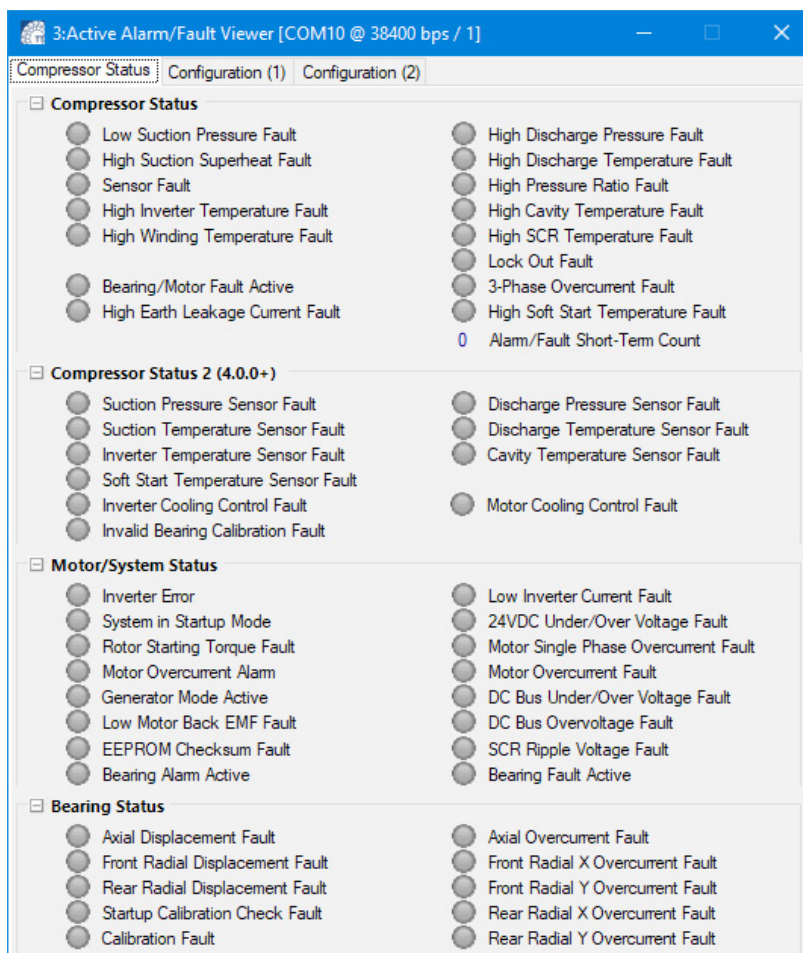 3:Active Alarm/Fault Viewer [COM10 @ 38400 bps / 1]
Compressor Status Configuration (1) Configuration (2)
Compressor Status
Low Suction Pressure Fault High Discharge Pressure Fault
High Suction Superheat Fault High Discharge Temperature Fault
Sensor Fault High Pressure Ratio Fault
High Inverter Temperature Fault High Cavity Temperature Fault
High Winding Temperature Fault High SCR Temperature Fault
Lock Out Fault
Bearing/Motor Fault Active 3-Phase Overcurrent Fault
High Earth Leakage Current Fault High Soft Start Temperature Fault
0 Alarm/Fault Short-Term Count
Compressor Status 2 (4.0.0+)
Suction Pressure Sensor Fault Discharge Pressure Sensor Fault
Suction Temperature Sensor Fault Discharge Temperature Sensor Fault
Inverter Temperature Sensor Fault Cavity Temperature Sensor Fault
Soft Start Temperature Sensor Fault
Inverter Cooling Control Fault Motor Cooling Control Fault
Invalid Bearing Calibration Fault
Motor/System Status
Inverter Error Low Inverter Current Fault
System in Startup Mode 24VDC Under/Over Voltage Fault
Rotor Starting Torque Fault Motor Single Phase Overcurrent Fault
Motor Overcurrent Alarm Motor Overcurrent Fault
Generator Mode Active DC Bus Under/Over Voltage Fault
Low Motor Back EMF Fault DC Bus Overvoltage Fault
EEPROM Checksum Fault SCR Ripple Voltage Fault
Bearing Alarm Active Bearing Fault Active
Bearing Status
Axial Displacement Fault Axial Overcurrent Fault
Front Radial Displacement Fault Front Radial X Overcurrent Fault
Rear Radial Displacement Fault Front Radial Y Overcurrent Fault
Startup Calibration Check Fault Rear Radial X Overcurrent Fault
Calibration Fault Rear Radial Y Overcurrent Fault